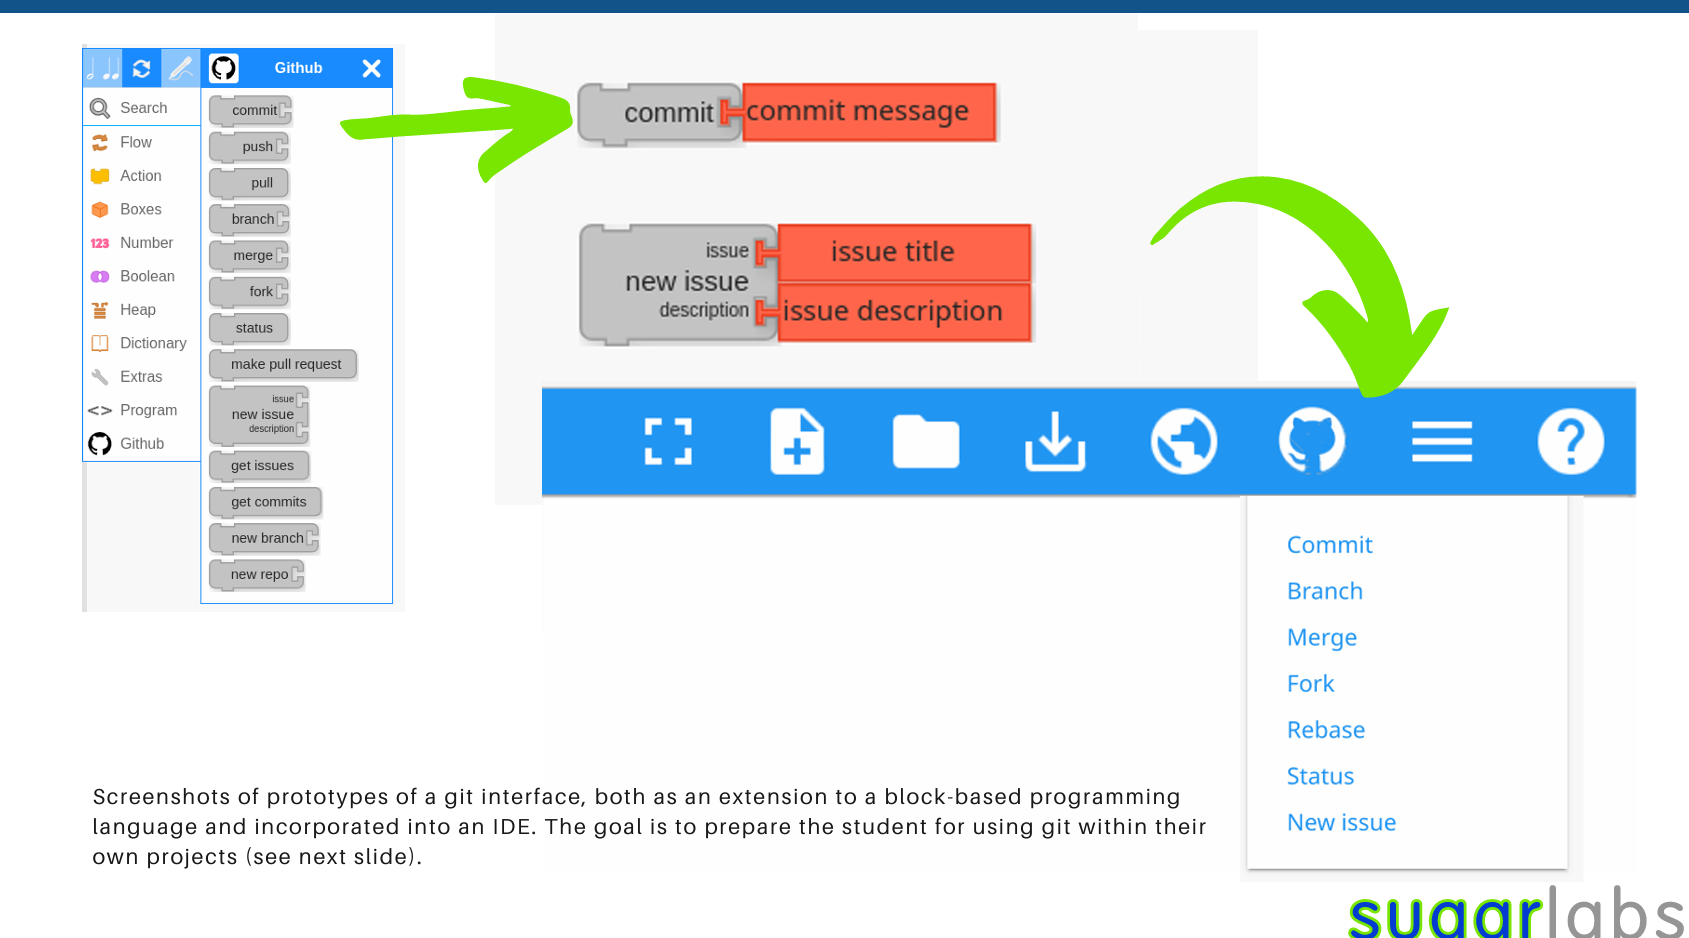 Github
Search
Flow
Action
Boxes
123 Number
Boolean
Heap
Dictionary
Extras
<> Program
Github
commit
push
pull
branch
merge
fork
status
make pull request
issue
new issue
description
get issues
get commits
new branch
new repo
commit commit message
issue issue title
new issue
description issue description
Commit
Branch
Merge
Fork
Rebase
Status
New issue
Screenshots of prototypes of a git interface, both as an extension to a block-based programming
language and incorporated into an IDE. The goal is to prepare the student for using git within their
own projects (see next slide).
sugarlabs